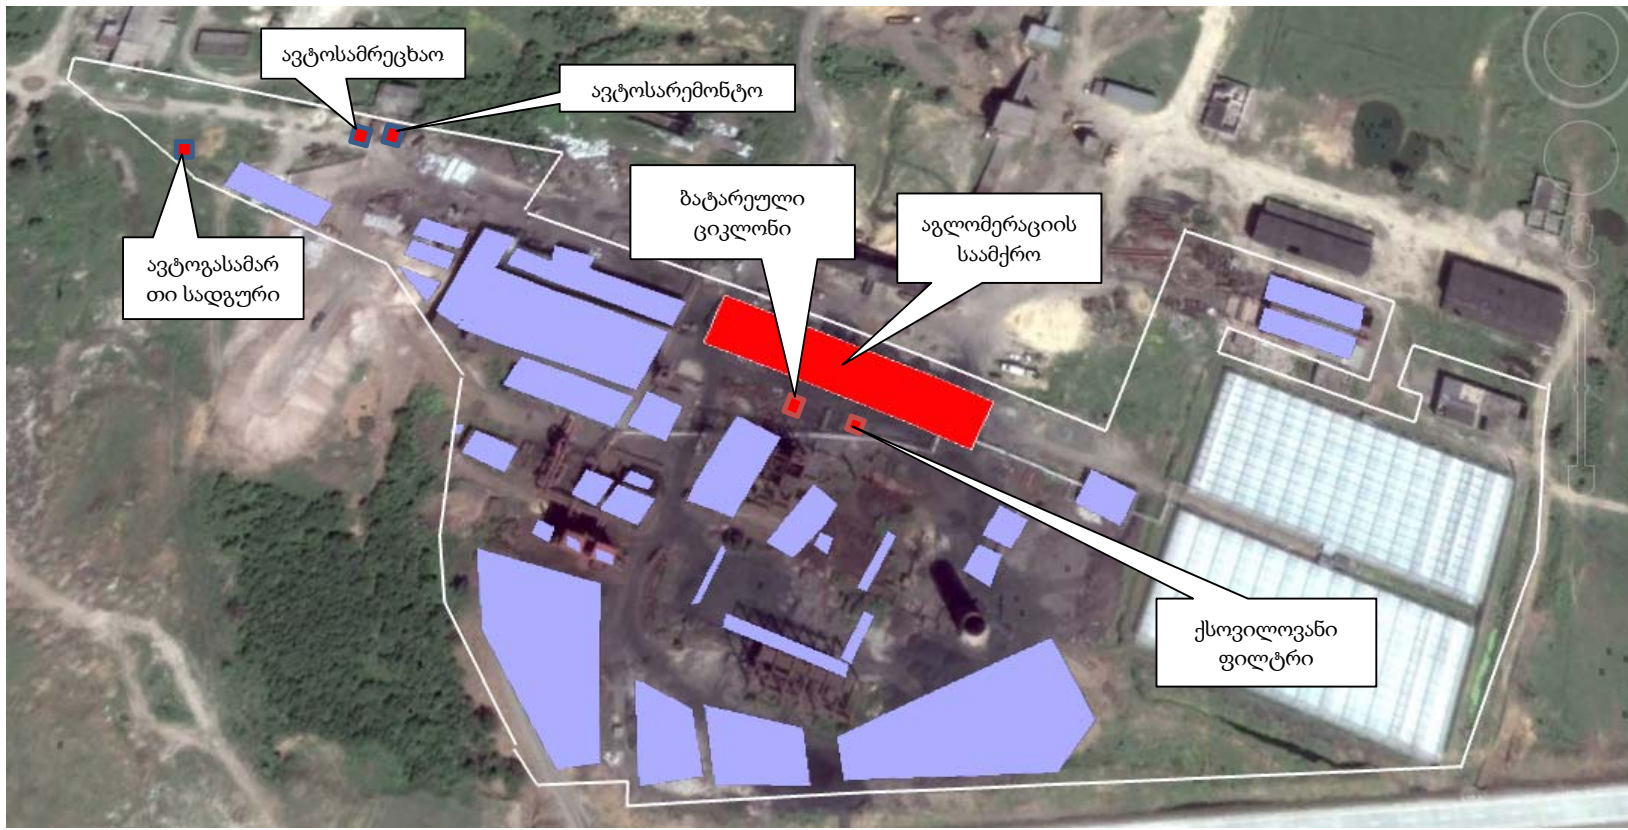 ავტოსამრეცხაო
ავტოსარემონტო
ბატარეული
ციკლონი
აგლომერაციის
საამქრო
ავტოგასამარ
თი სადგური
ქსოვილოვანი
ფილტრი